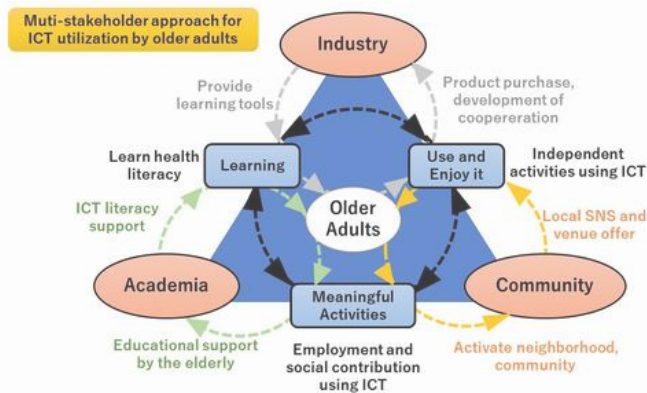 Muti-stakeholder approach for
ICT utilization by older adults
Industry
Provide
learning tools
Product purchase,
development of
coopereration
Learn health
literacy
Learning
Use and
Enjoy it
Independent
activities using ICT
ICT literacy
support
Older
Adults
Local SNS and
venue offer
Academia
Meaningful
Activities
Community
Educational support
by the elderly
Employment and
social contribution
using ICT
Activate neighborhood,
community